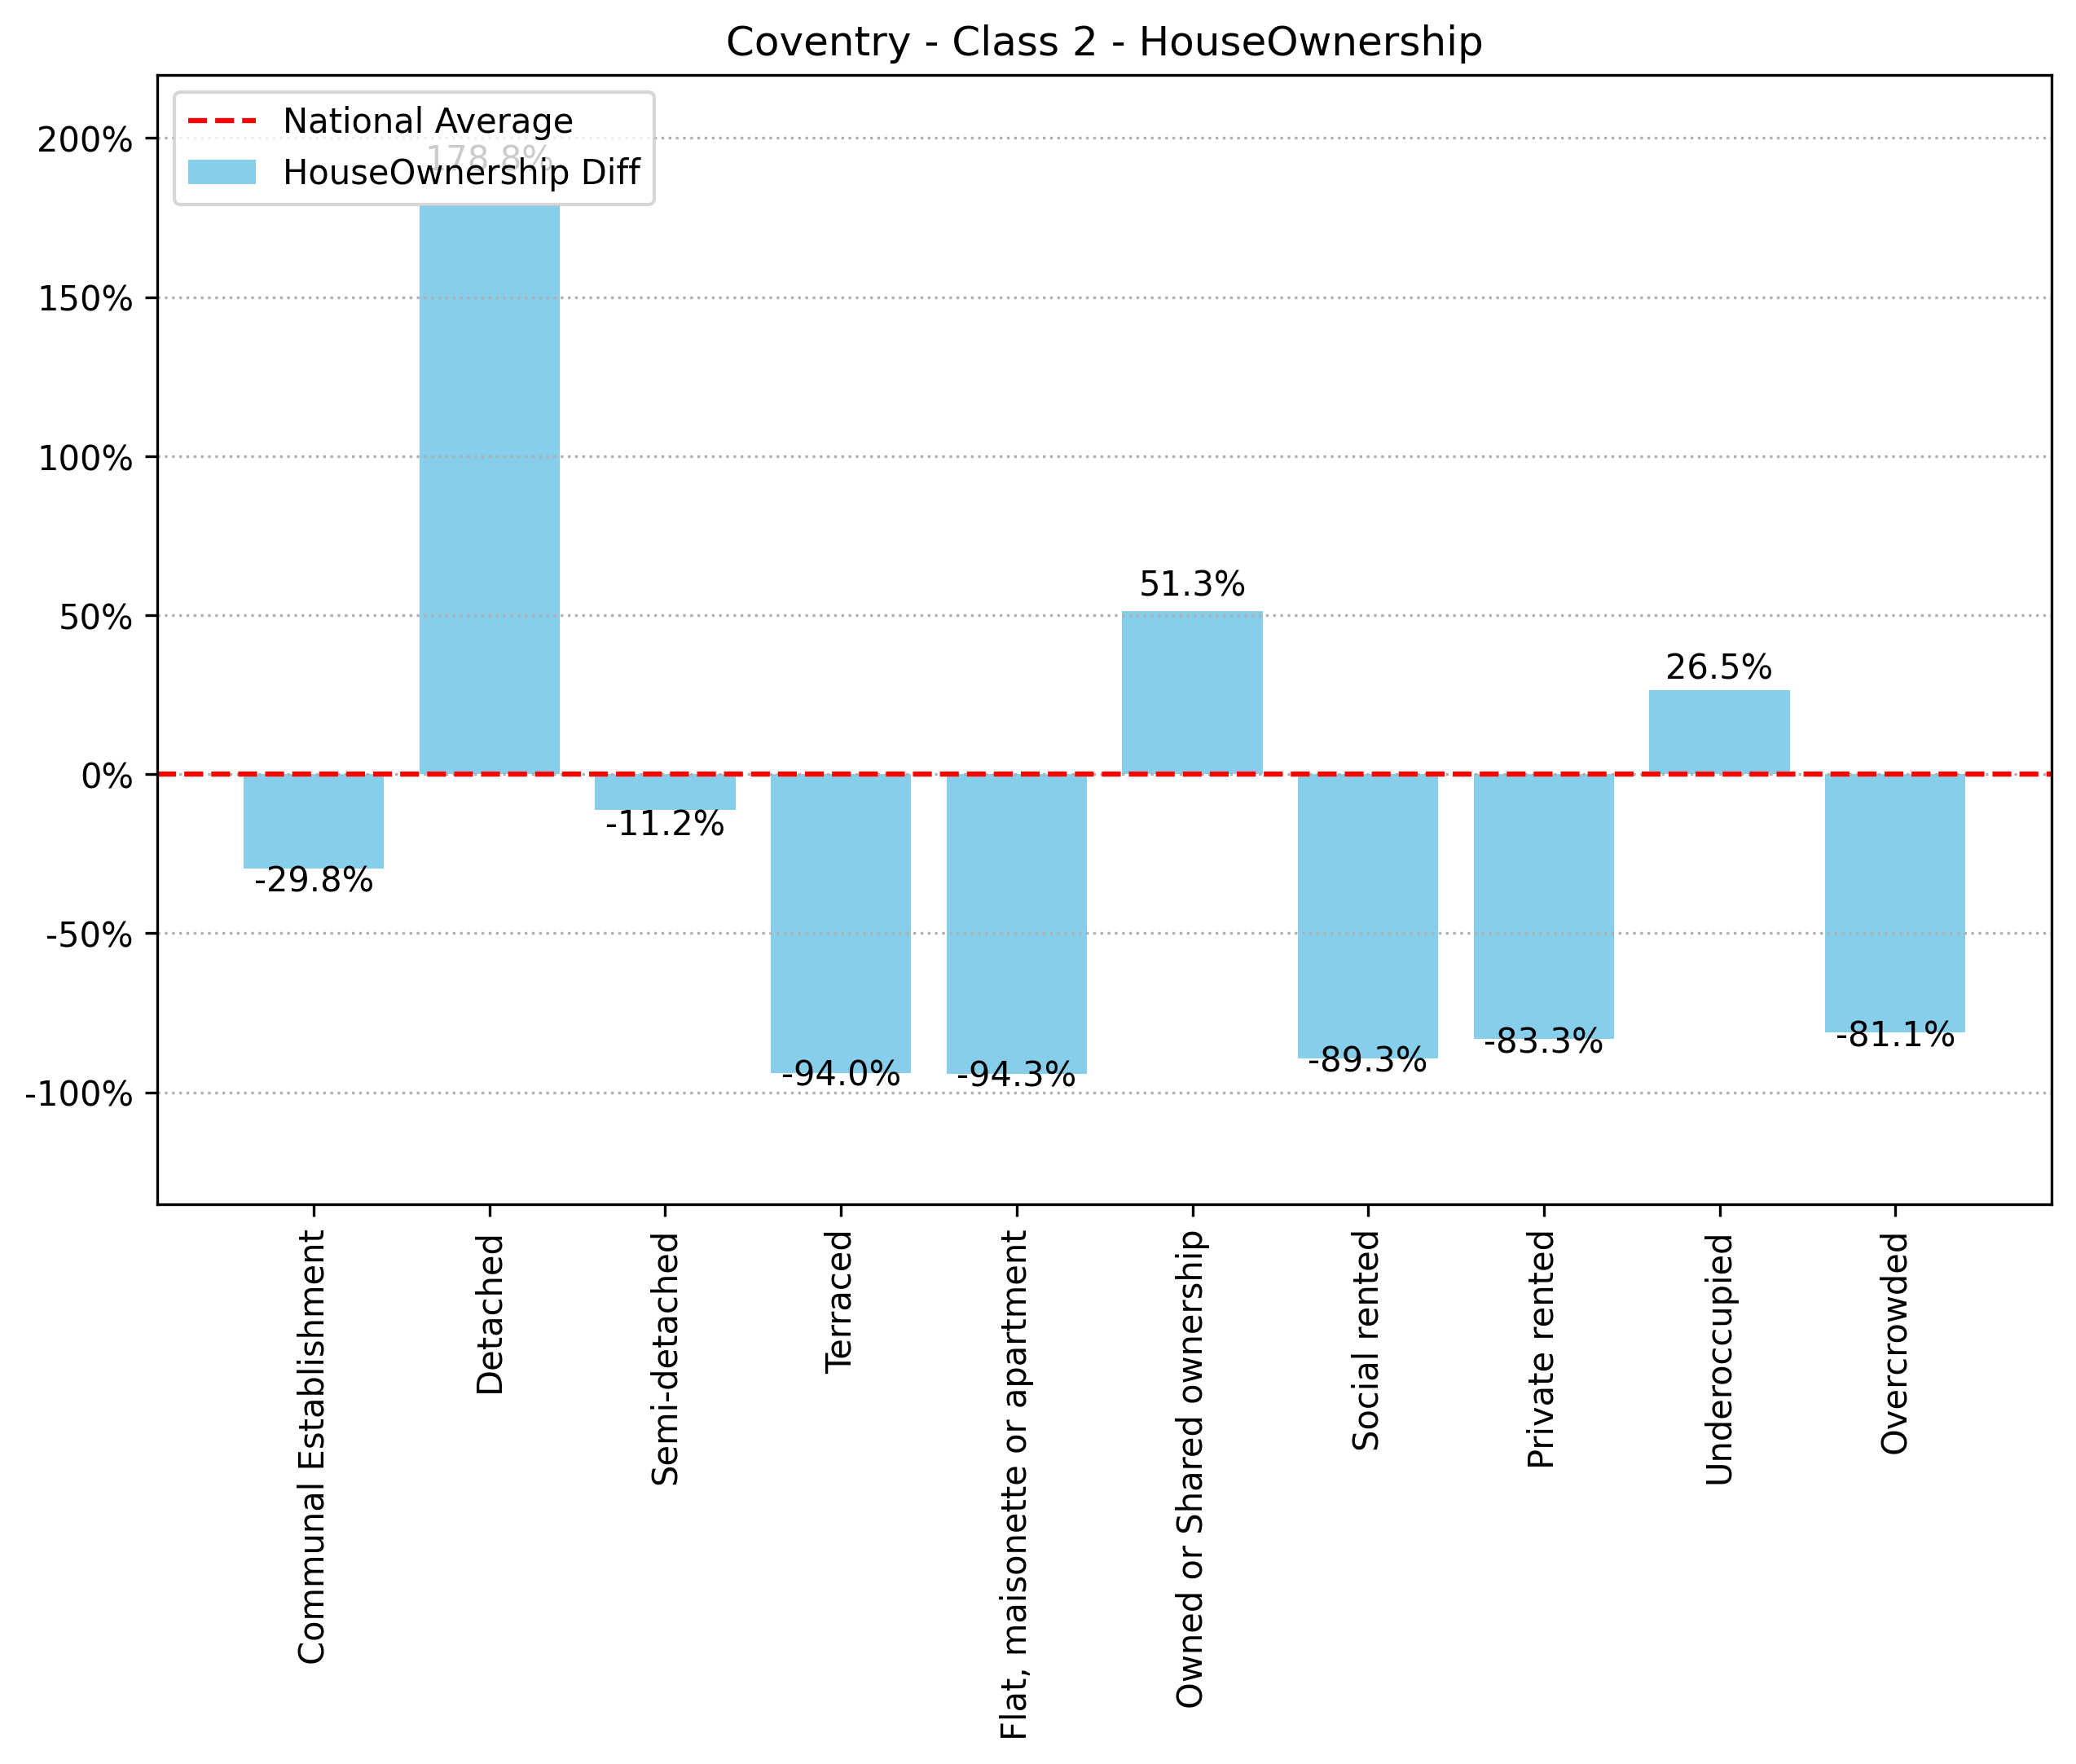 Coventry - Class 2 - HouseOwnership
National Average
HouseOwnership Diff
200%
150%
100%
50%
0%
-50%
-100%
-29.8%
178.8%
-11.2%
-94.0%
-94.3%
51.3%
-89.3%
-83.3%
26.5%
-81.1%
Communal Establishment
Detached
Semi-detached
Terraced
Flat, maisonette or apartment
Owned or Shared ownership
Social rented
Private rented
Underoccupied
Overcrowded